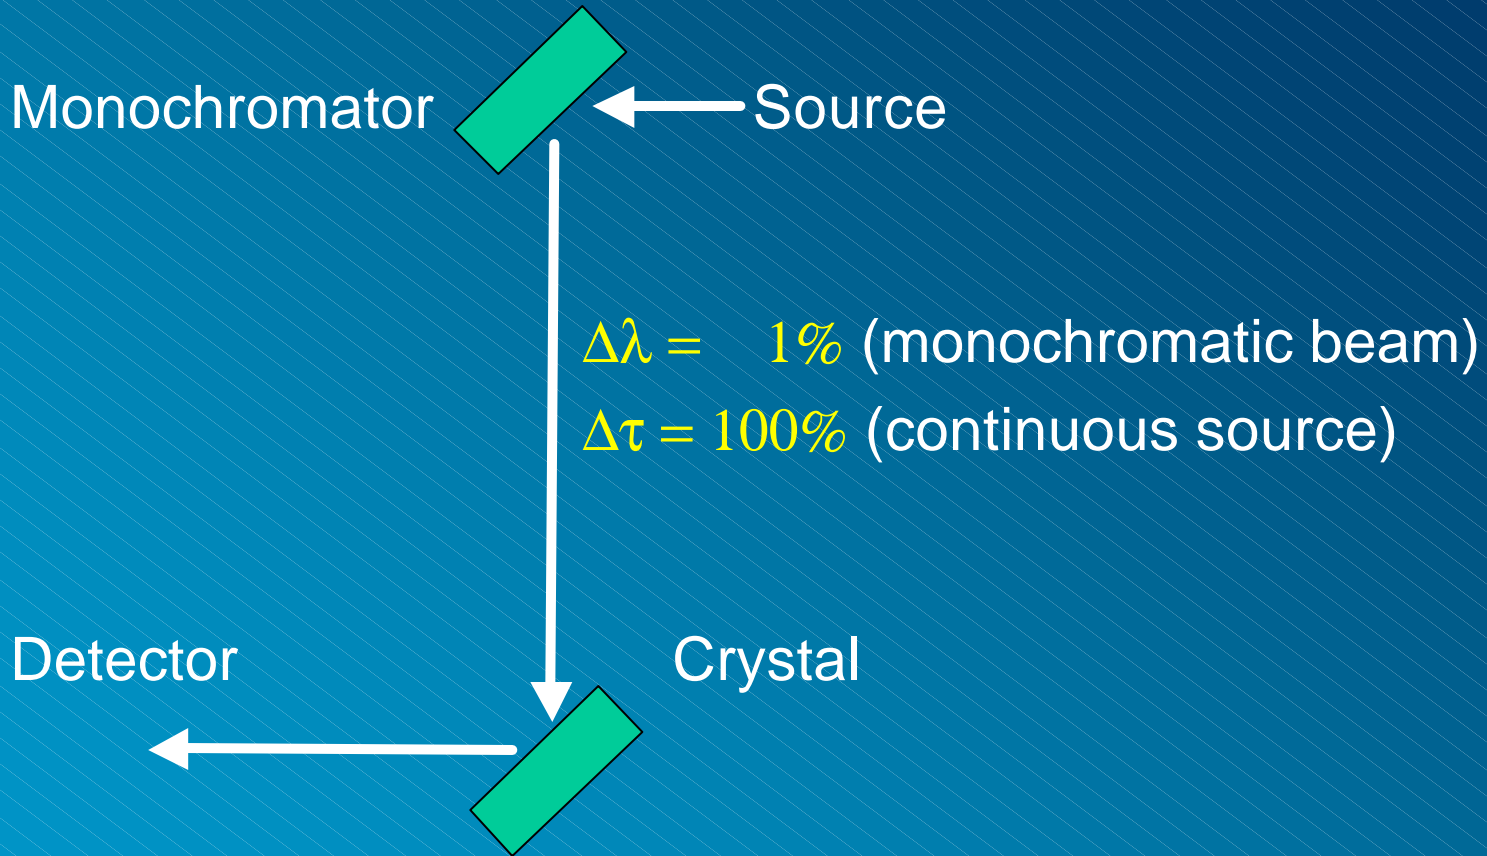 Monochromator
Source
Δλ = 1% (monochromatic beam)
Δτ = 100% (continuous source)
Detector
Crystal